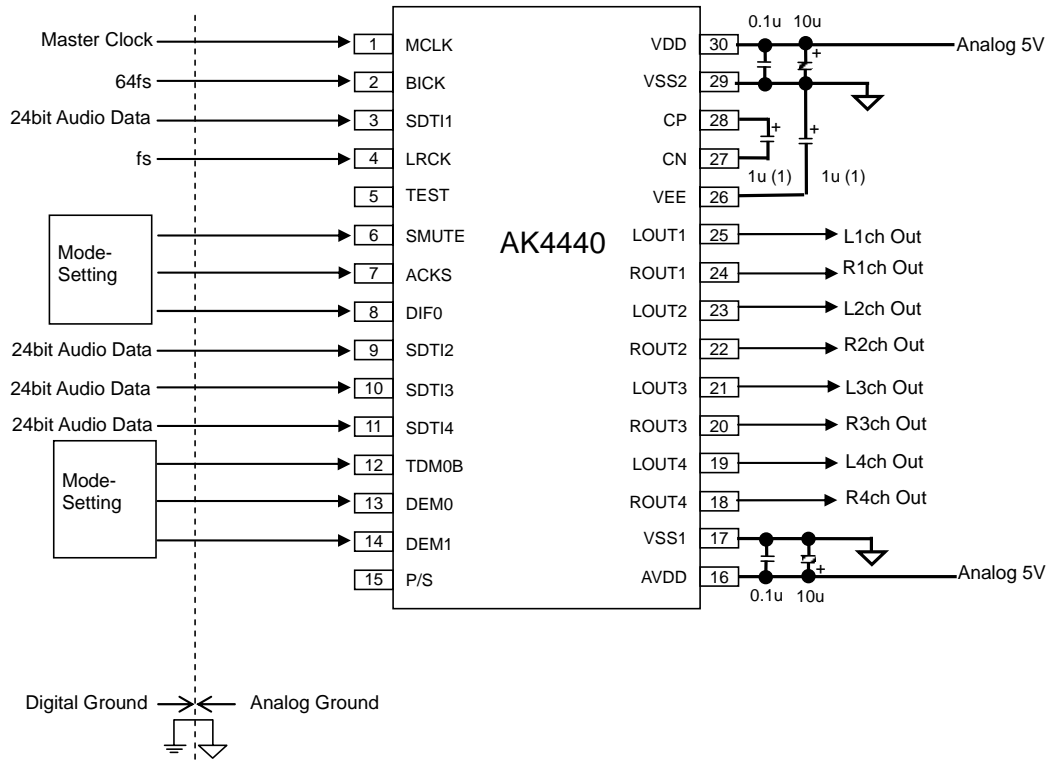 0.1u 10u
Master Clock 1 MCLK VDD 30 Analog 5V
+
64fs 2 BICK VSS2 29
24bit Audio Data 3 SDTI1 CP 28
+ +
fs 4 LRCK CN 27
1u (1) 1u (1)
5 TEST VEE 26
Mode-
Setting
6 SMUTE AK4440 LOUT1 25 L1ch Out
7 ACKS ROUT1 24 R1ch Out
8 DIF0 LOUT2 23 L2ch Out
24bit Audio Data 9 SDTI2 ROUT2 22 R2ch Out
24bit Audio Data 10 SDTI3 LOUT3 21 L3ch Out
24bit Audio Data 11 SDTI4 ROUT3 20 R3ch Out
Mode-
Setting
12 TDM0B LOUT4 19 L4ch Out
13 DEM0 ROUT4 18 R4ch Out
14 DEM1 VSS1 17
+
15 P/S AVDD 16 Analog 5V
0.1u 10u
Digital Ground Analog Ground